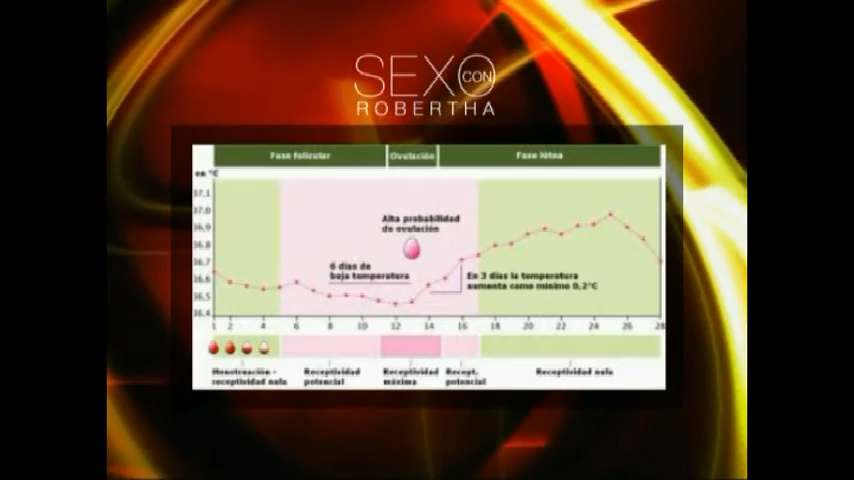 SEXO
CON
ROBERTHA
Fase folicular
Ovulación
Fase lútea
en °C
37,1
37,0
36,9
36,8
36,7
36,6
36,5
36,4
Alta probabilidad
de ovulación
6 días de
baja temperatura
En 3 días la temperatura
aumenta como mínimo 0,2°C
1 2 4 6 8 10 12 14 16 18 20 22 24 26 28
Menstruación -
receptividad nula
Receptividad
potencial
Receptividad
máxima
Recept.
potencial
Receptividad nula